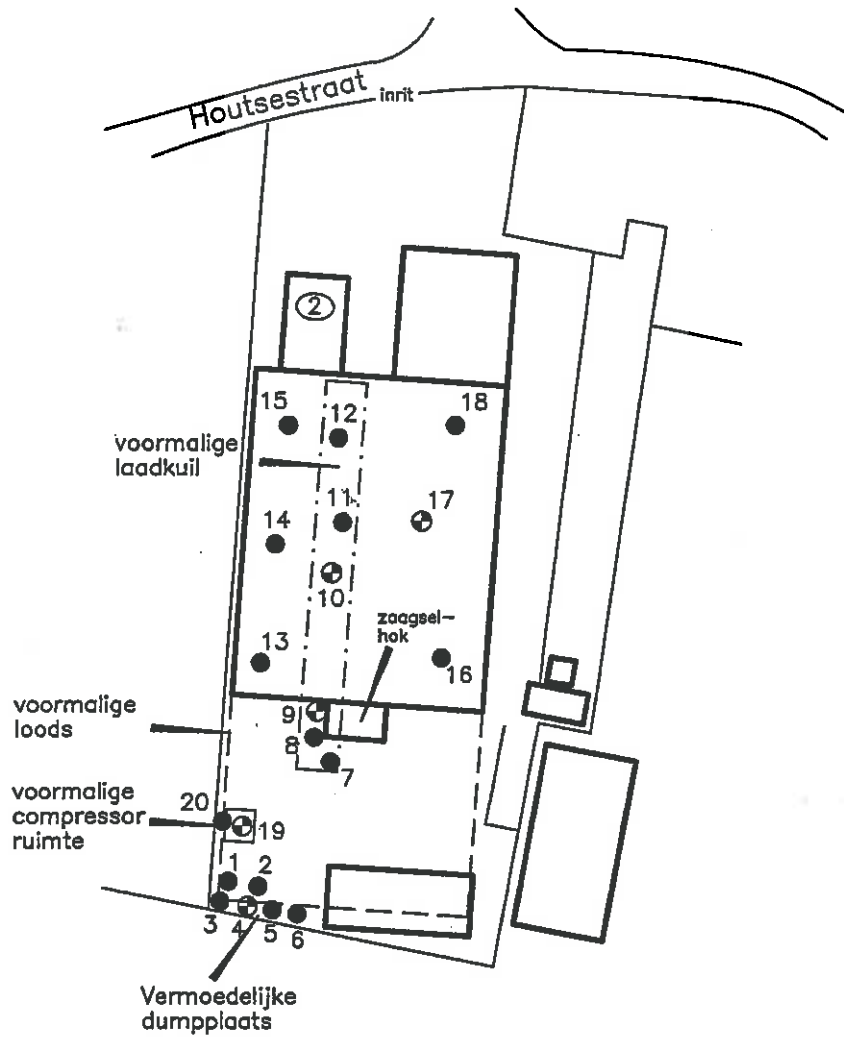 Houtsestraat
inrit
2
15
12
18
voormalige
laadkuil
11
17
14
10
zaagsel-
hok
13
16
voormalige
loods
9
8
7
voormalige
compressor
ruimte
20
19
1
2
3
4
5
6
Vermoedelijke
dumpplaats